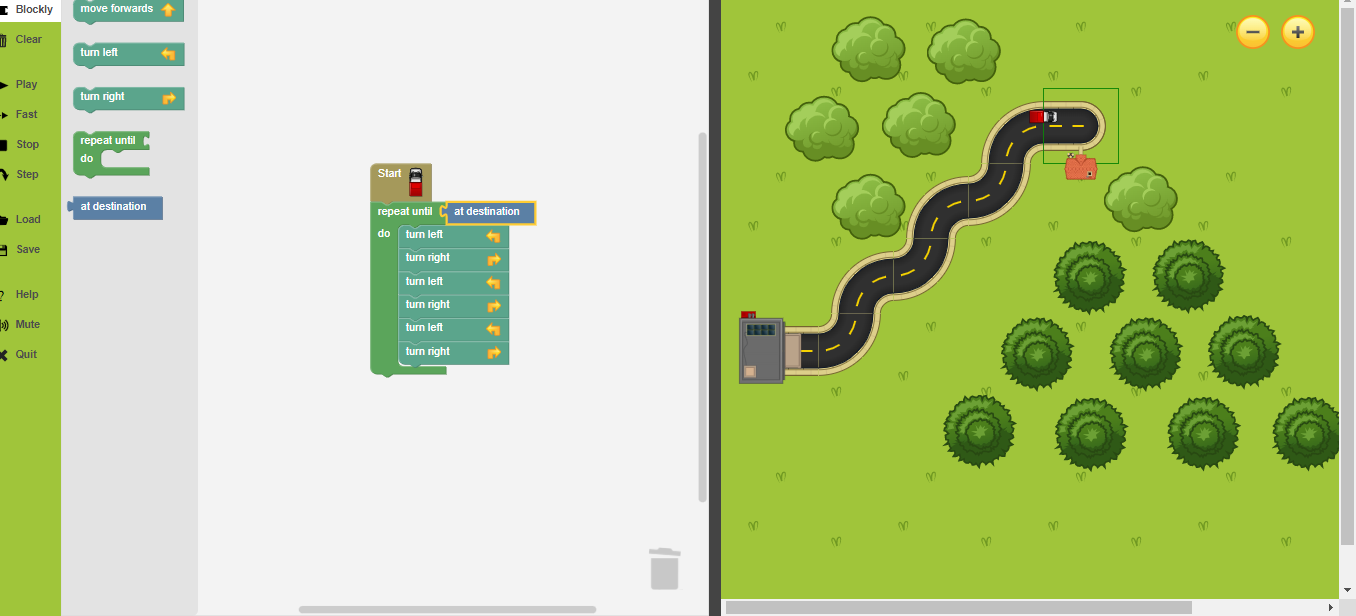 Blockly
Clear
Play
Fast
Stop
Step
Load
Save
Help
Mute
Quit
move forwards
turn left
turn right
repeat until
do
at destination
Start
repeat until at destination
do turn left
turn right
turn left
turn right
turn left
turn right